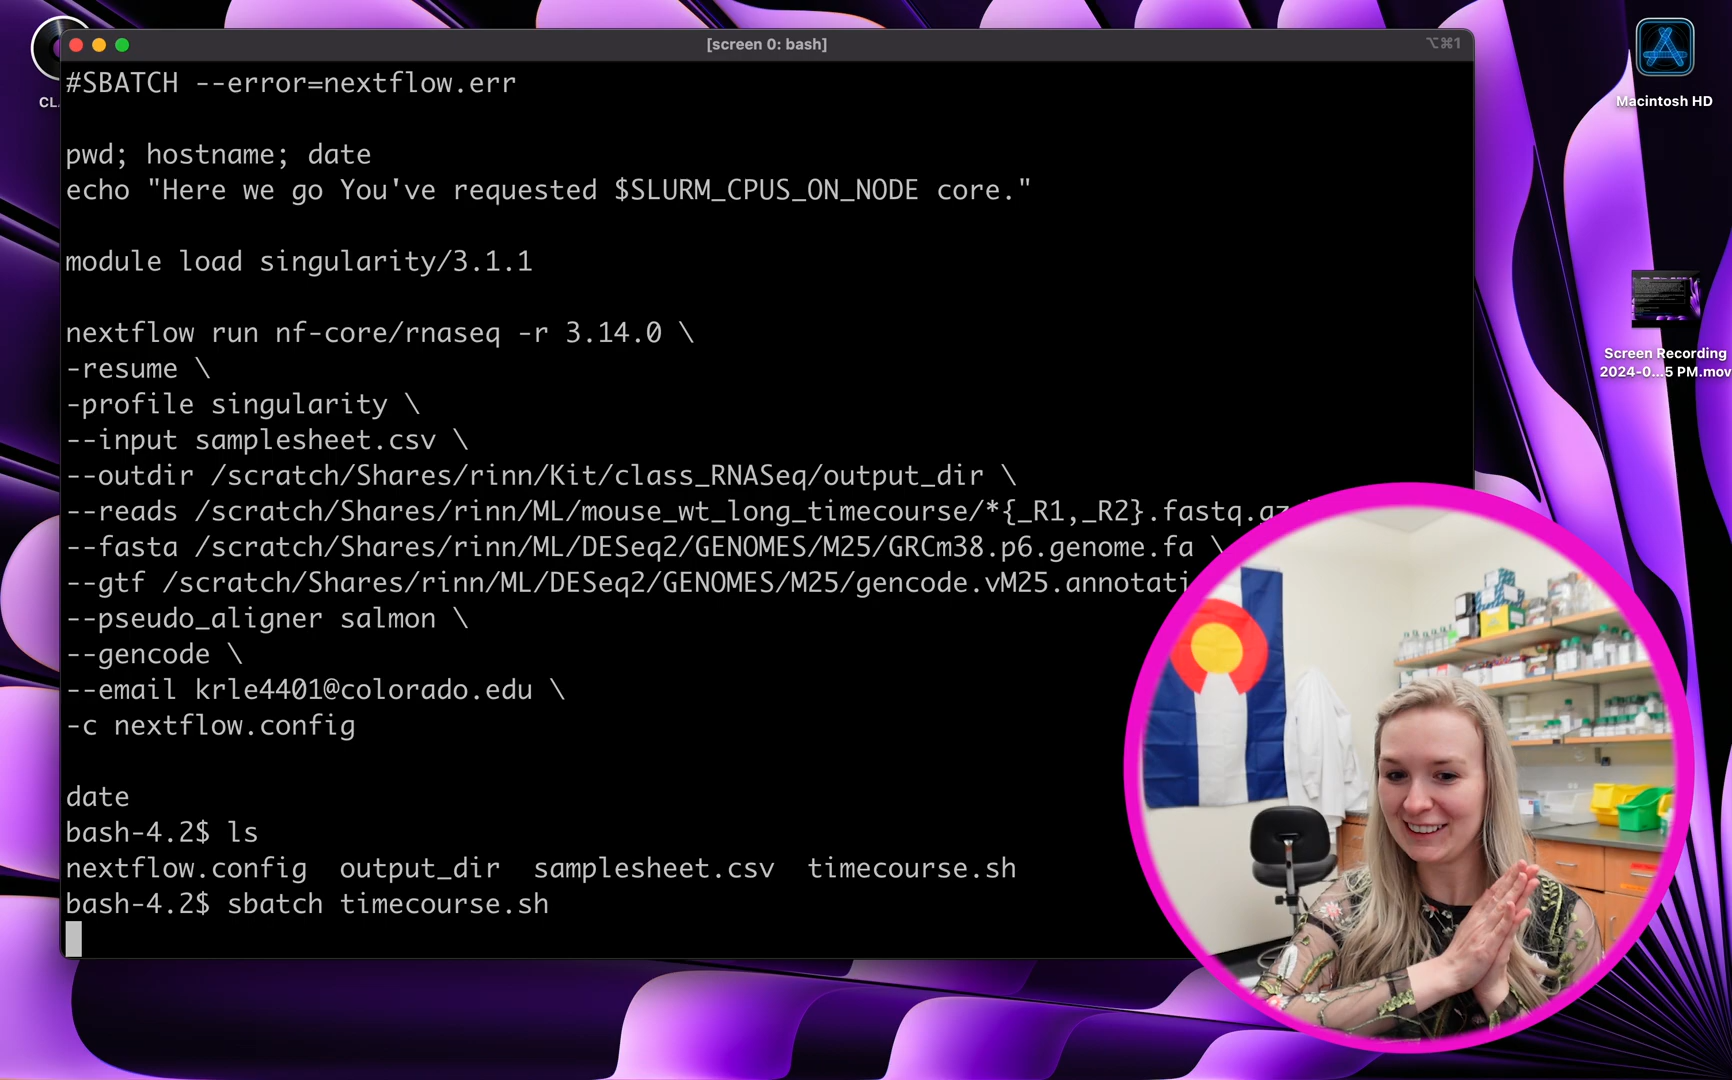 [screen 0: bash]
⌥⌘1
#SBATCH --error=nextflow.err
pwd; hostname; date
echo "Here we go You've requested $SLURM_CPUS_ON_NODE core."
module load singularity/3.1.1
nextflow run nf-core/rnaseq -r 3.14.0 \
-resume \
-profile singularity \
--input samplesheet.csv \
--outdir /scratch/Shares/rinn/Kit/class_RNASeq/output_dir \
--reads /scratch/Shares/rinn/ML/mouse_wt_long_timecourse/*{_R1,_R2}.fastq.gz
--fasta /scratch/Shares/rinn/ML/DESeq2/GENOMES/M25/GRCm38.p6.genome.fa \
--gtf /scratch/Shares/rinn/ML/DESeq2/GENOMES/M25/gencode.vM25.annotati
--pseudo_aligner salmon \
--gencode \
--email krle4401@colorado.edu \
-c nextflow.config
date
bash-4.2$ ls
nextflow.config output_dir samplesheet.csv timecourse.sh
bash-4.2$ sbatch timecourse.sh
CL
Macintosh HD
Screen Recording
2024-0...5 PM.mov